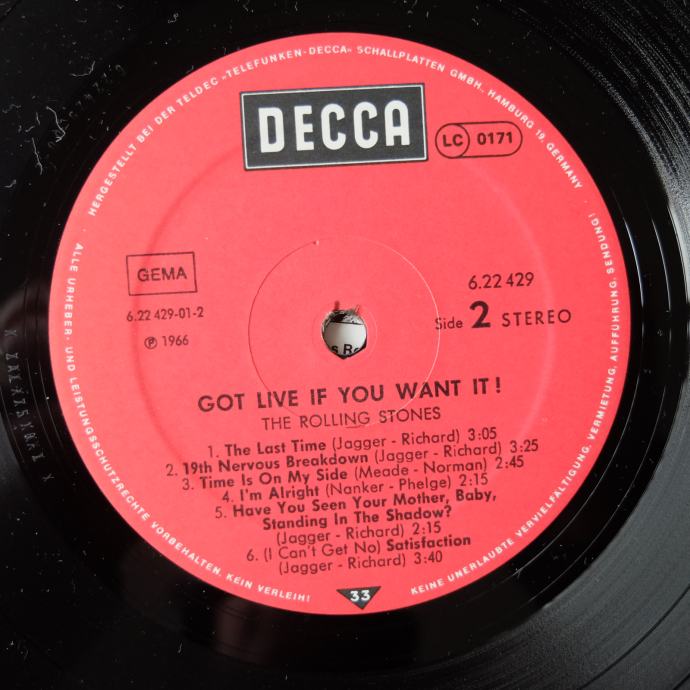 HERGESTELLT BEI DER TELDEC »TELEFUNKEN-DECCA« SCHALLPLATTEN GMBH., HAMBURG 19, GERMANY
DECCA
LC 0171
GEMA
6.22 429-01-2
℗ 1966
6.22 429
Side 2 STEREO
GOT LIVE IF YOU WANT IT!
THE ROLLING STONES
1. The Last Time (Jagger - Richard) 3:05
2. 19th Nervous Breakdown (Jagger - Richard) 3:25
3. Time Is On My Side (Meade - Norman) 2:45
4. I'm Alright (Nanker - Phelge) 2:15
5. Have You Seen Your Mother, Baby,
Standing In The Shadow?
(Jagger - Richard) 2:15
6. (I Can't Get No) Satisfaction
(Jagger - Richard) 3:40
33
ALLE URHEBER- UND LEISTUNGSSCHUTZRECHTE VORBEHALTEN. KEIN VERLEIH!
KEINE UNERLAUBTE VERVIELFÄLTIGUNG, VERMIETUNG, AUFFÜHRUNG, SENDUNG!